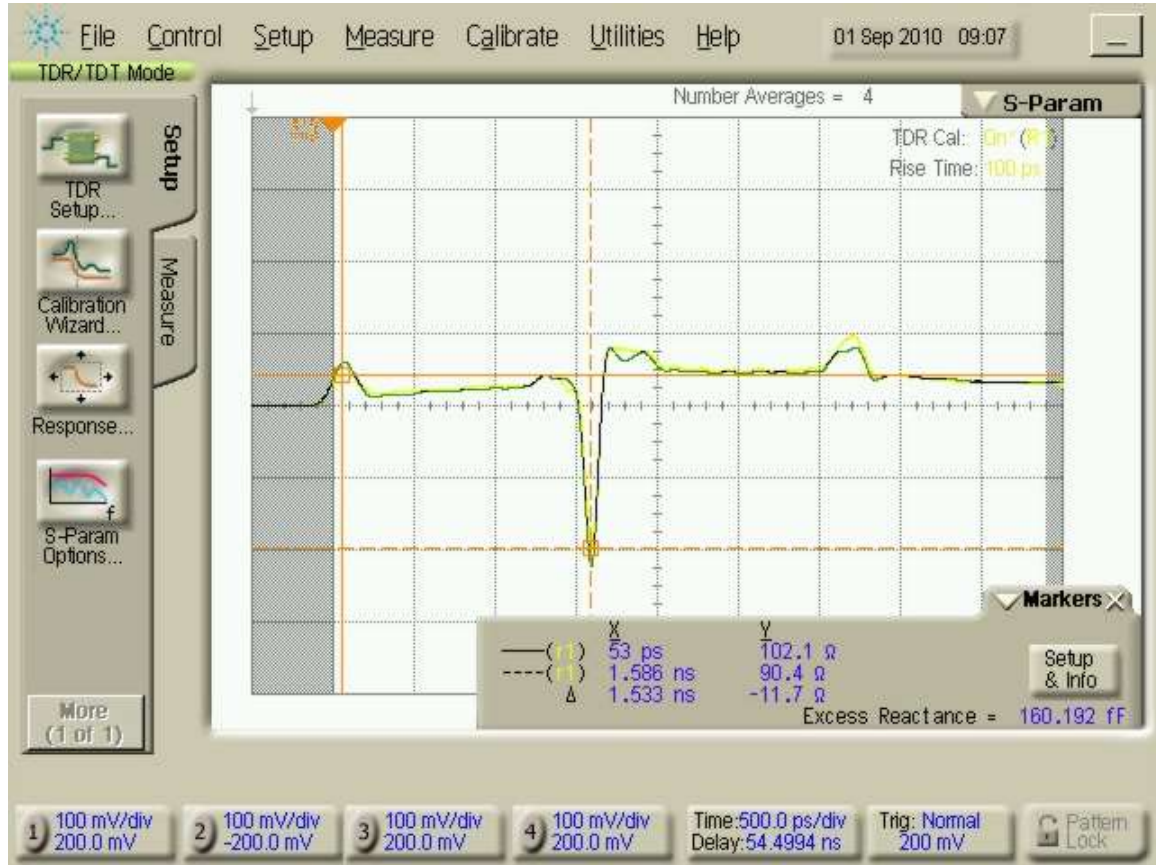 File Control Setup Measure Calibrate Utilities Help 01 Sep 2010 09:07
TDR/TDT Mode
Number Averages = 4
S-Param
TDR Cal: On
Rise Time: 100 ps
Setup
Measure
TDR
Setup...
Calibration
Wizard...
Response...
f
S-Param
Options...
More
(1 of 1)
Markers
X Y
(r1) 53 ps 102.1 Ω
(r1) 1.586 ns 90.4 Ω
Δ 1.533 ns -11.7 Ω
Setup
& Info
Excess Reactance = 160.192 fF
1) 100 mV/div
200.0 mV
2) 100 mV/div
-200.0 mV
3) 100 mV/div
200.0 mV
4) 100 mV/div
200.0 mV
Time:500.0 ps/div
Delay:54.4994 ns
Trig: Normal
200 mV
Pattern
Lock